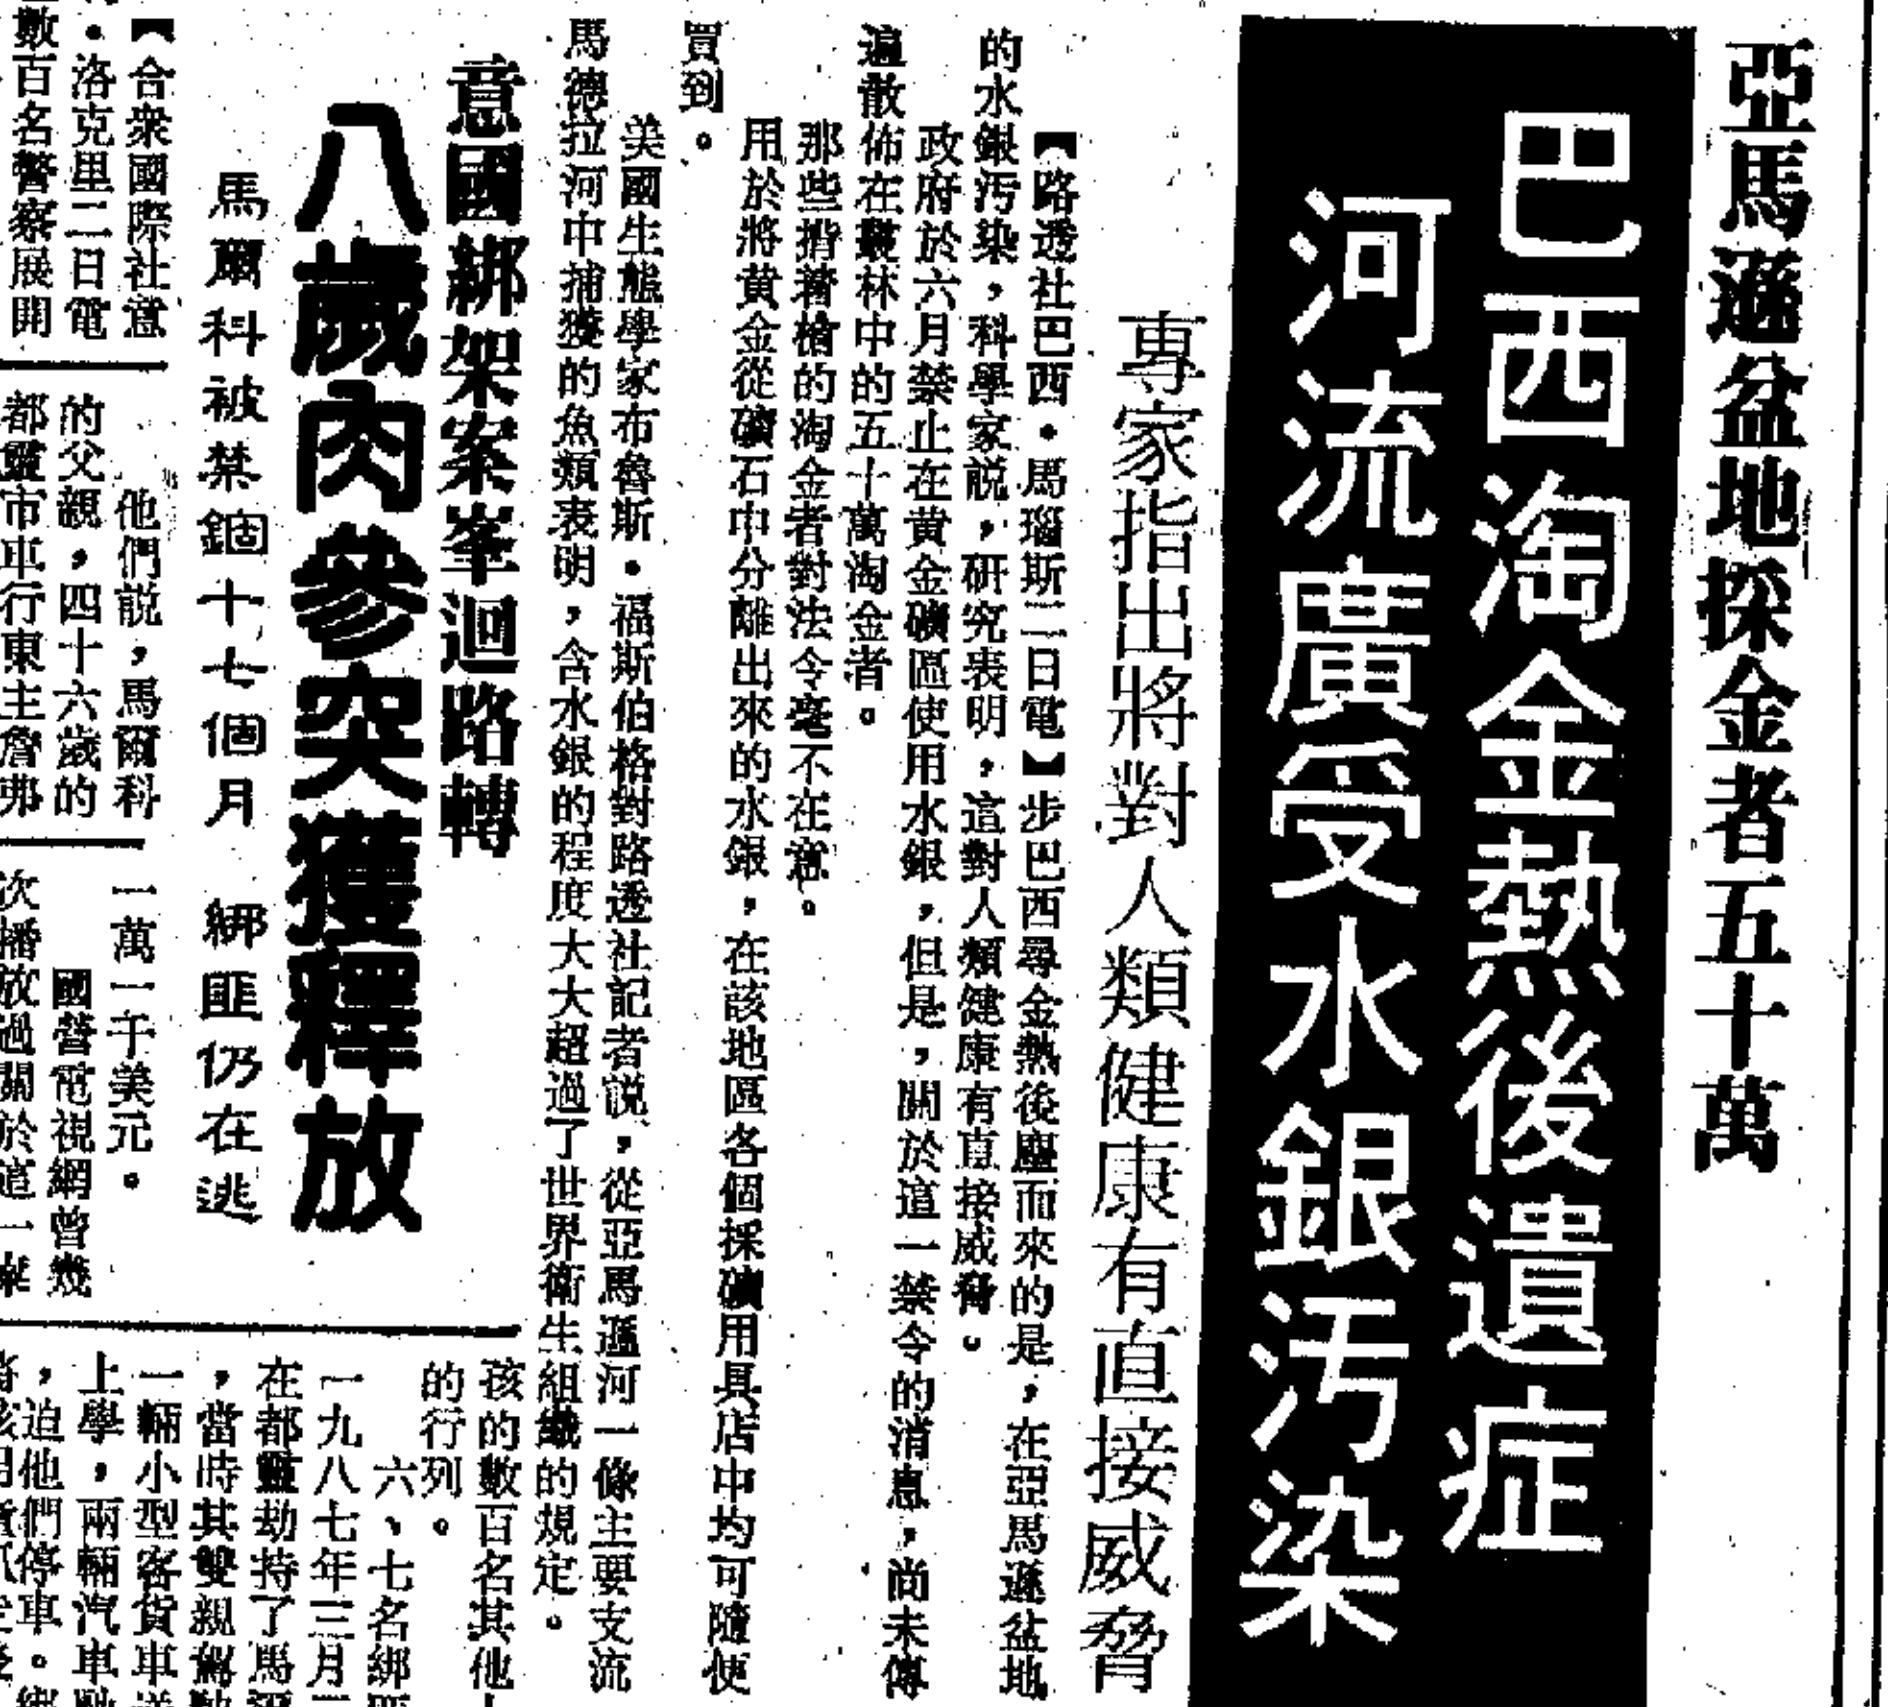 亞馬遜盆地採金者五十萬
巴西淘金熱後遺症
河流廣受水銀汚染
專家指出將對人類健康有直接威脅
【路透社巴西・馬瑙斯二日電】步巴西尋金熱後塵而來的是，在亞馬遜盆地
的水銀汚染，科學家説，研究表明，這對人類健康有直接威脅。
政府於六月禁止在黄金礦區使用水銀，但是，關於這一禁令的消息，尚未傳
遍散佈在叢林中的五十萬淘金者。
那些揹著槍的淘金者對法令毫不在意。
用於將黄金從礦石中分離出來的水銀，在該地區各個採礦用具店中均可隨便
買到。
美國生態學家布魯斯・福斯伯格對路透社記者説，從亞馬遜河一條主要支流
馬德拉河中捕獲的魚類表明，含水銀的程度大大超過了世界衛生組織的規定。
意國綁架案峯迴路轉
八歲肉參突獲釋放
馬爾科被禁錮十七個月 綁匪仍在逃
【合衆國際社意
・洛克里二日電
數百名警察展開
他們説，馬爾科
的父親，四十六歲的
都靈市車行東主詹弗
一萬一千美元。
國營電視網曾幾
次播放過關於這一案
孩的數百名其他
的行列。
六、七名綁
一九八七年三月
在都靈劫持了馬
，當時其雙親駕
一輛小型客貨車送
上學，兩輛汽車
，迫他們停車。